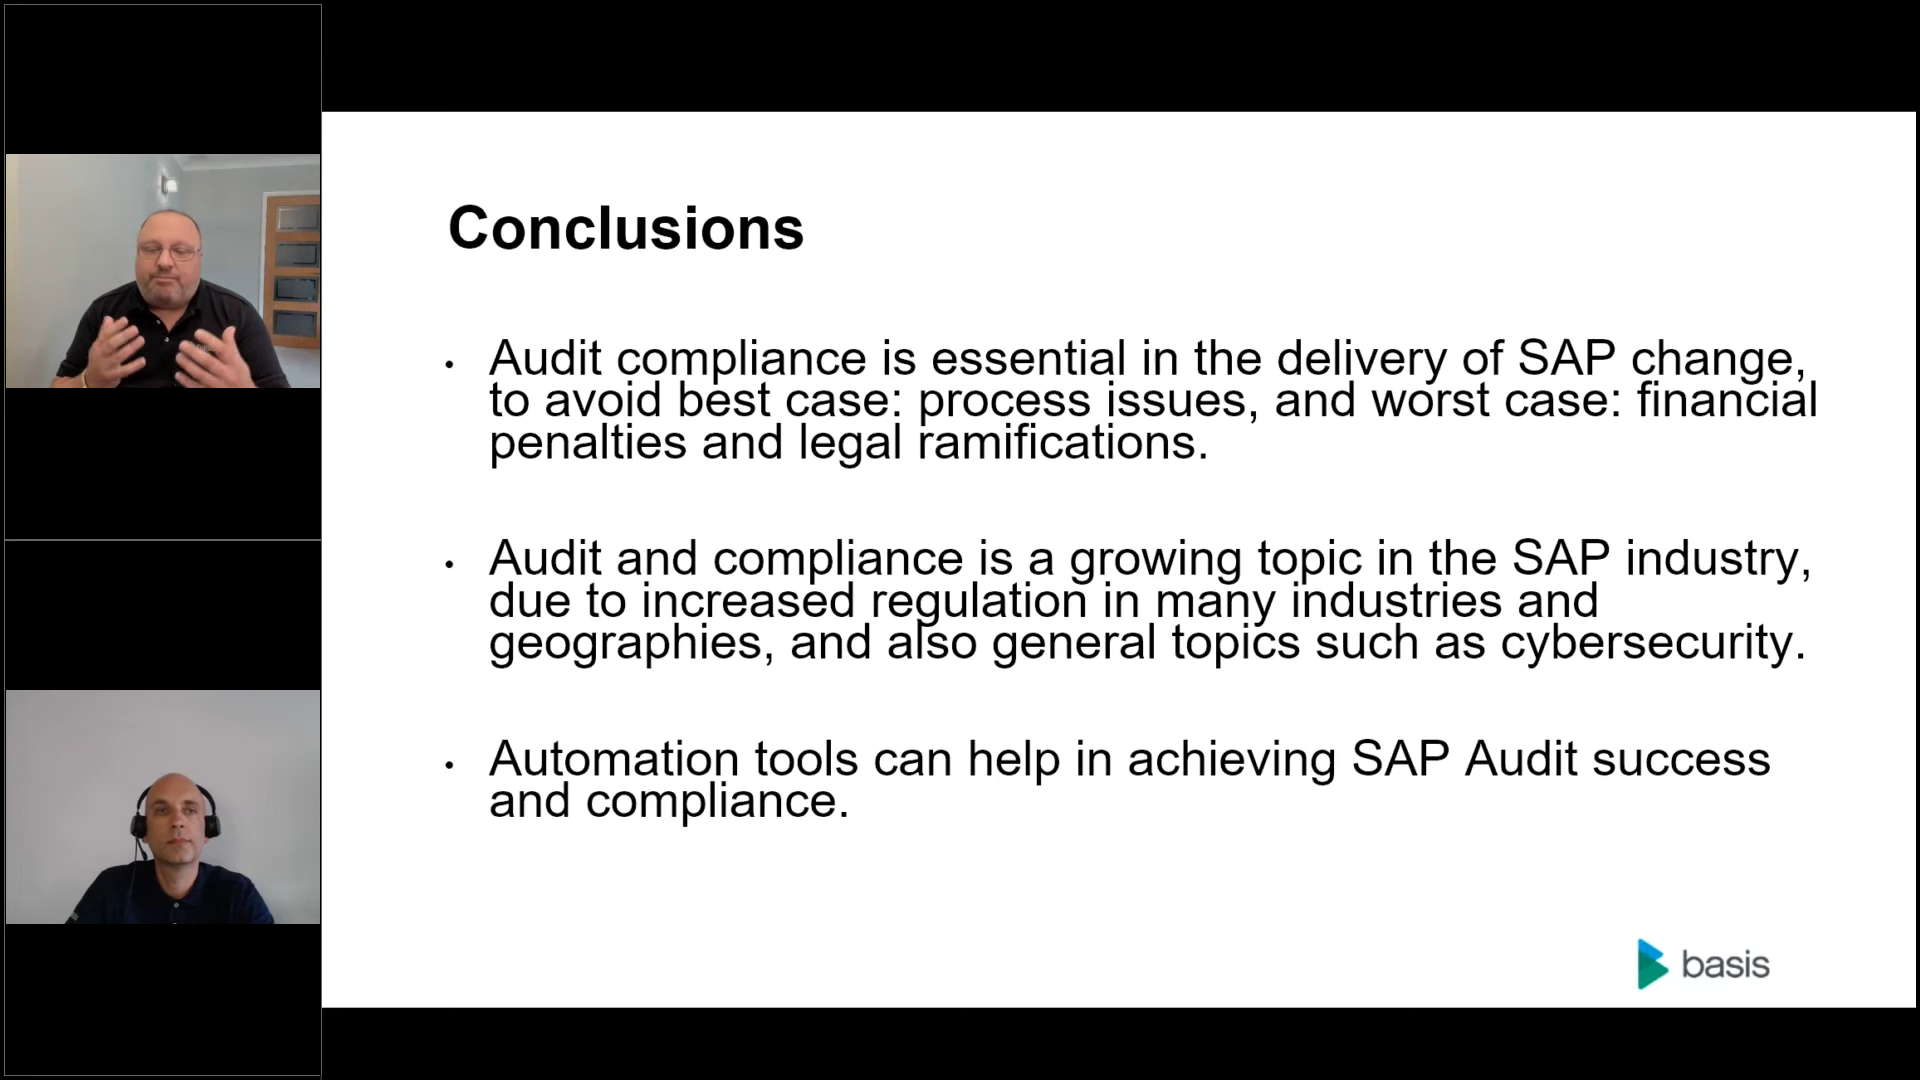 Conclusions
• Audit compliance is essential in the delivery of SAP change,
to avoid best case: process issues, and worst case: financial
penalties and legal ramifications.
• Audit and compliance is a growing topic in the SAP industry,
due to increased regulation in many industries and
geographies, and also general topics such as cybersecurity.
• Automation tools can help in achieving SAP Audit success
and compliance.
basis